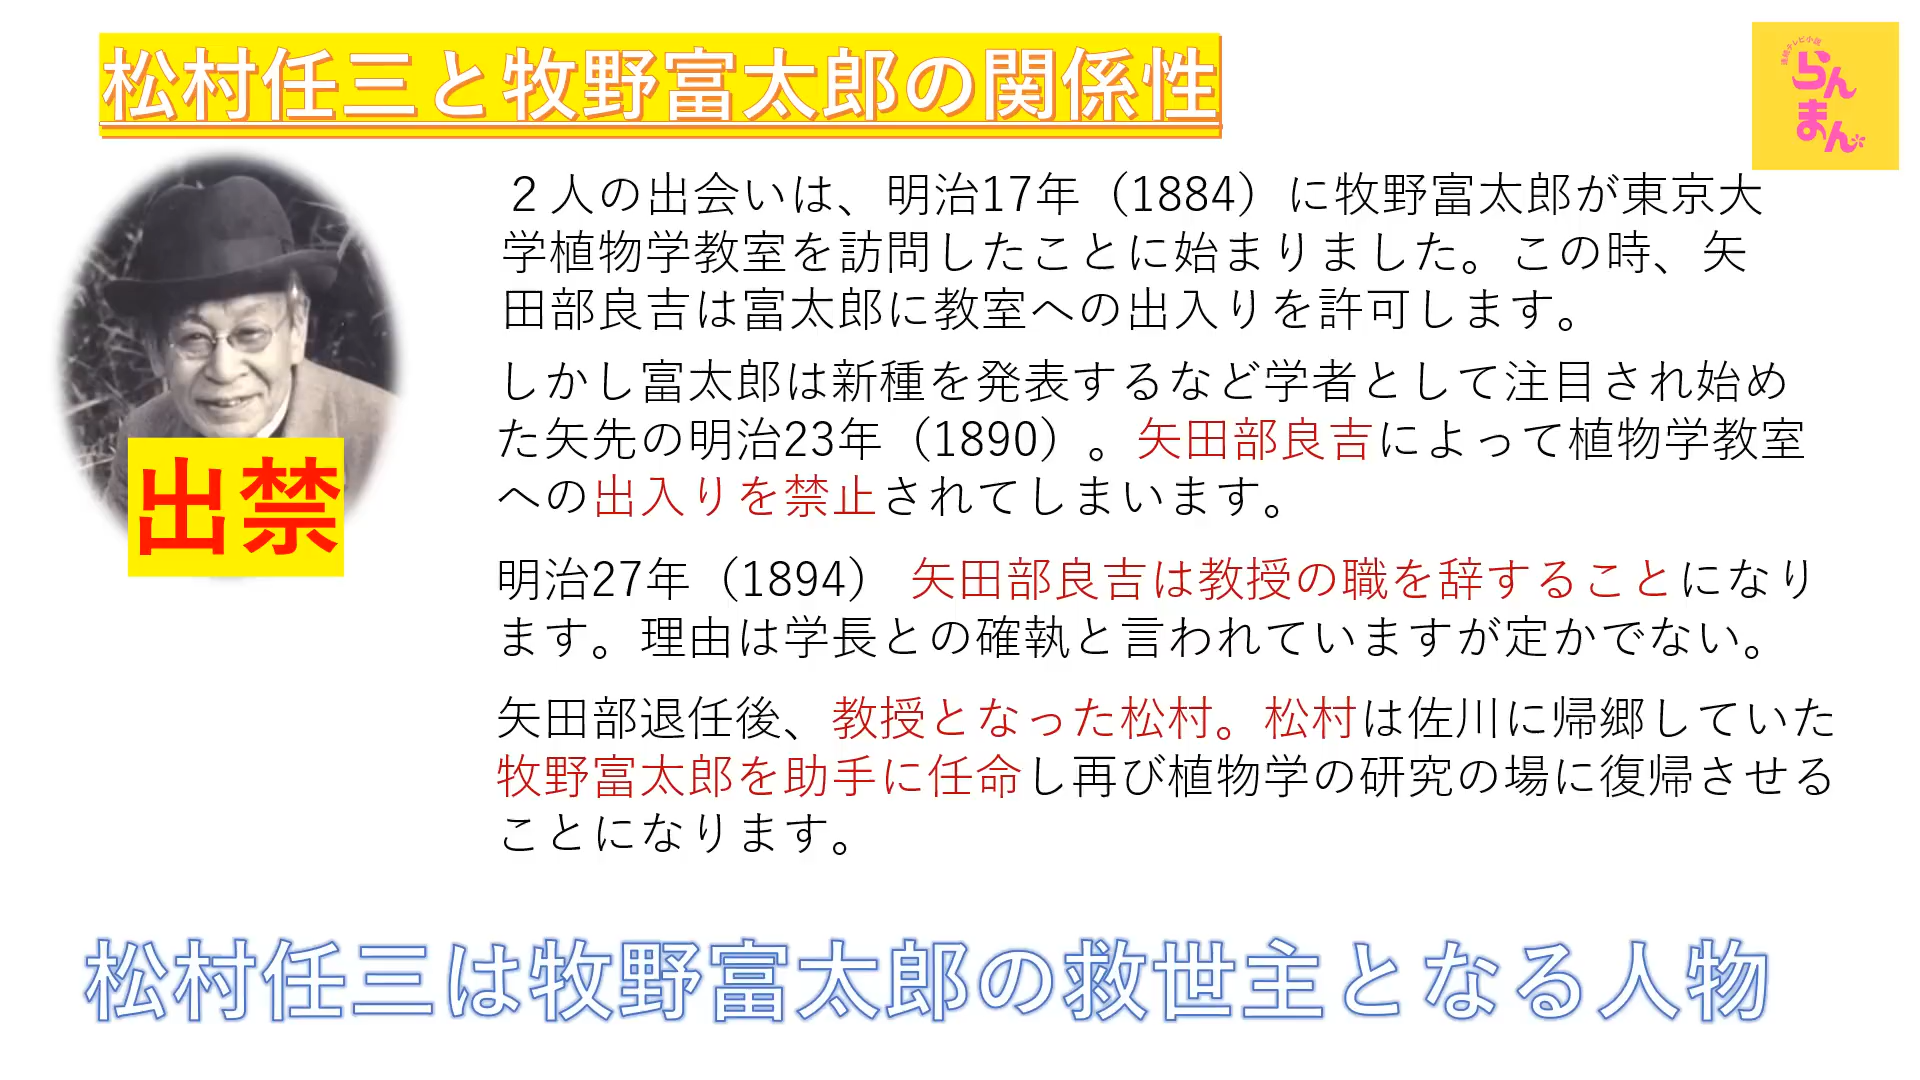 松村任三と牧野富太郎の関係性
連続テレビ小説
らん
まん
２人の出会いは、明治17年（1884）に牧野富太郎が東京大
学植物学教室を訪問したことに始まりました。この時、矢
田部良吉は富太郎に教室への出入りを許可します。
しかし富太郎は新種を発表するなど学者として注目され始め
た矢先の明治23年（1890）。矢田部良吉によって植物学教室
への出入りを禁止されてしまいます。
出禁
明治27年（1894） 矢田部良吉は教授の職を辞することになり
ます。理由は学長との確執と言われていますが定かでない。
矢田部退任後、教授となった松村。松村は佐川に帰郷していた
牧野富太郎を助手に任命し再び植物学の研究の場に復帰させる
ことになります。
松村任三は牧野富太郎の救世主となる人物